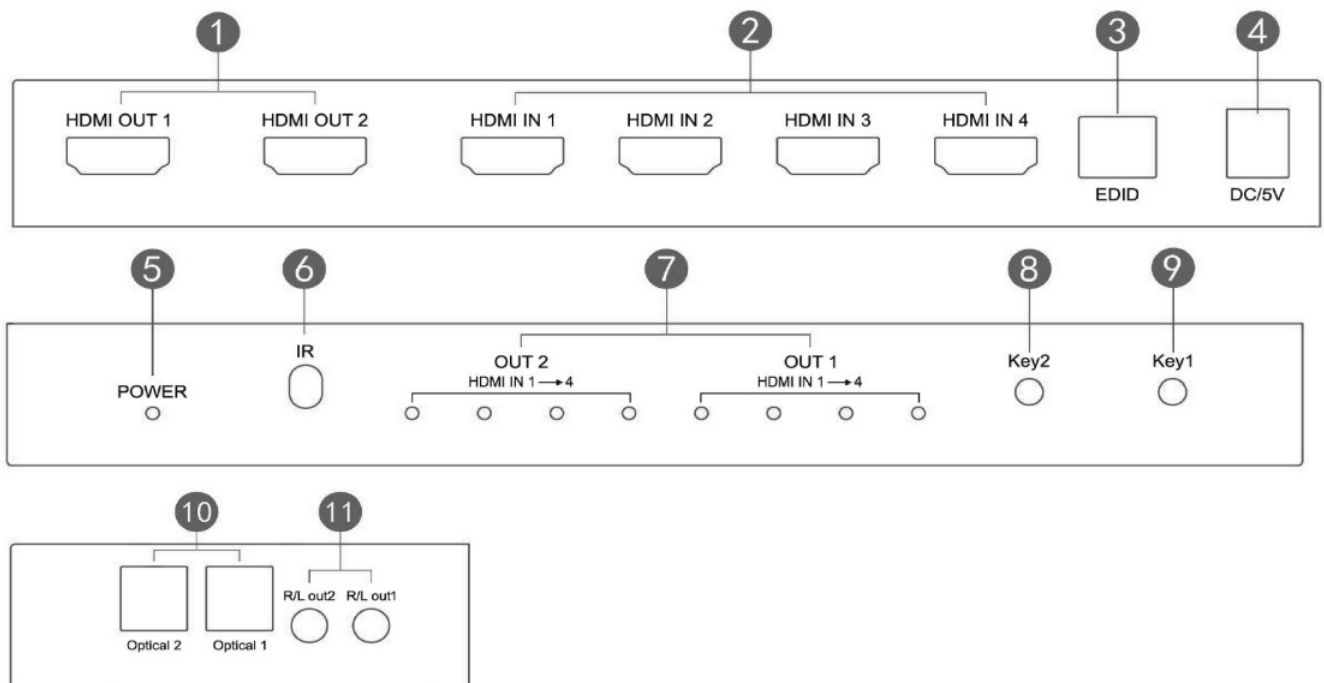 1 2 3 4
HDMI OUT 1 HDMI OUT 2 HDMI IN 1 HDMI IN 2 HDMI IN 3 HDMI IN 4
EDID DC/5V
5 6 7 8 9
IR
OUT 2 OUT 1 Key2 Key1
POWER HDMI IN 1→4 HDMI IN 1→4
10 11
R/L out2 R/L out1
Optical 2 Optical 1